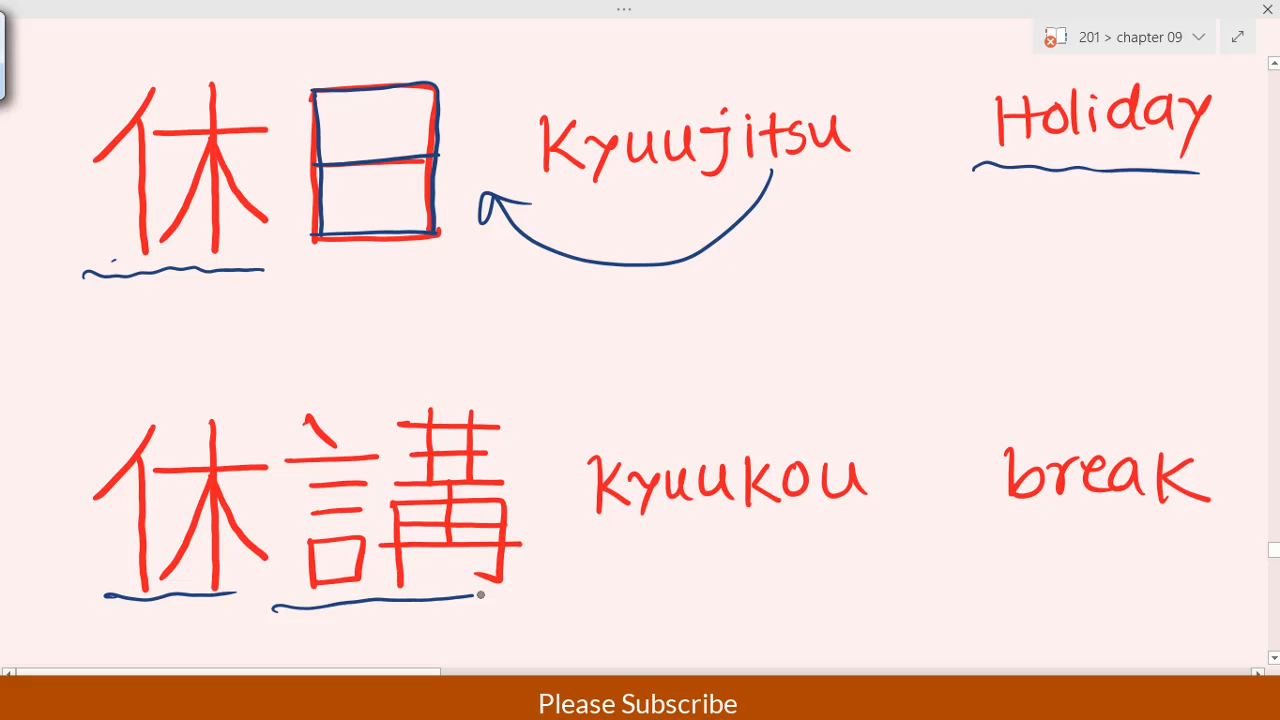 201 > chapter 09
休日 Kyuujitsu Holiday
休講 kyuukou break
Please Subscribe